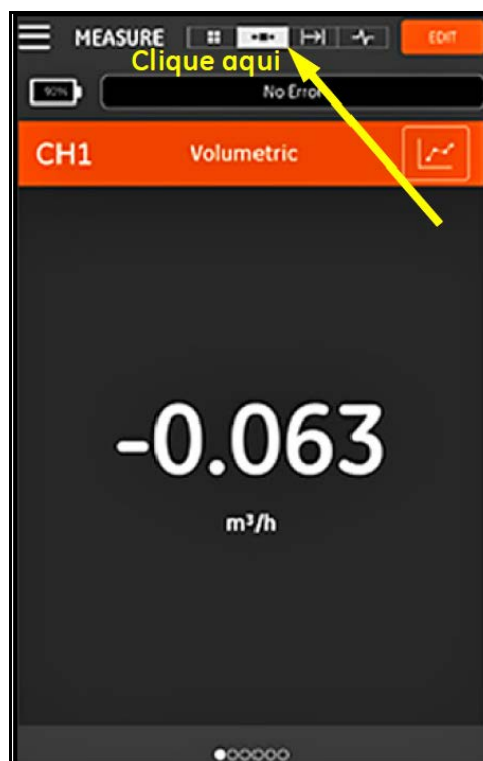 MEASURE EDIT
Clique aqui
90% No Error
CH1 Volumetric
-0.063
m³/h